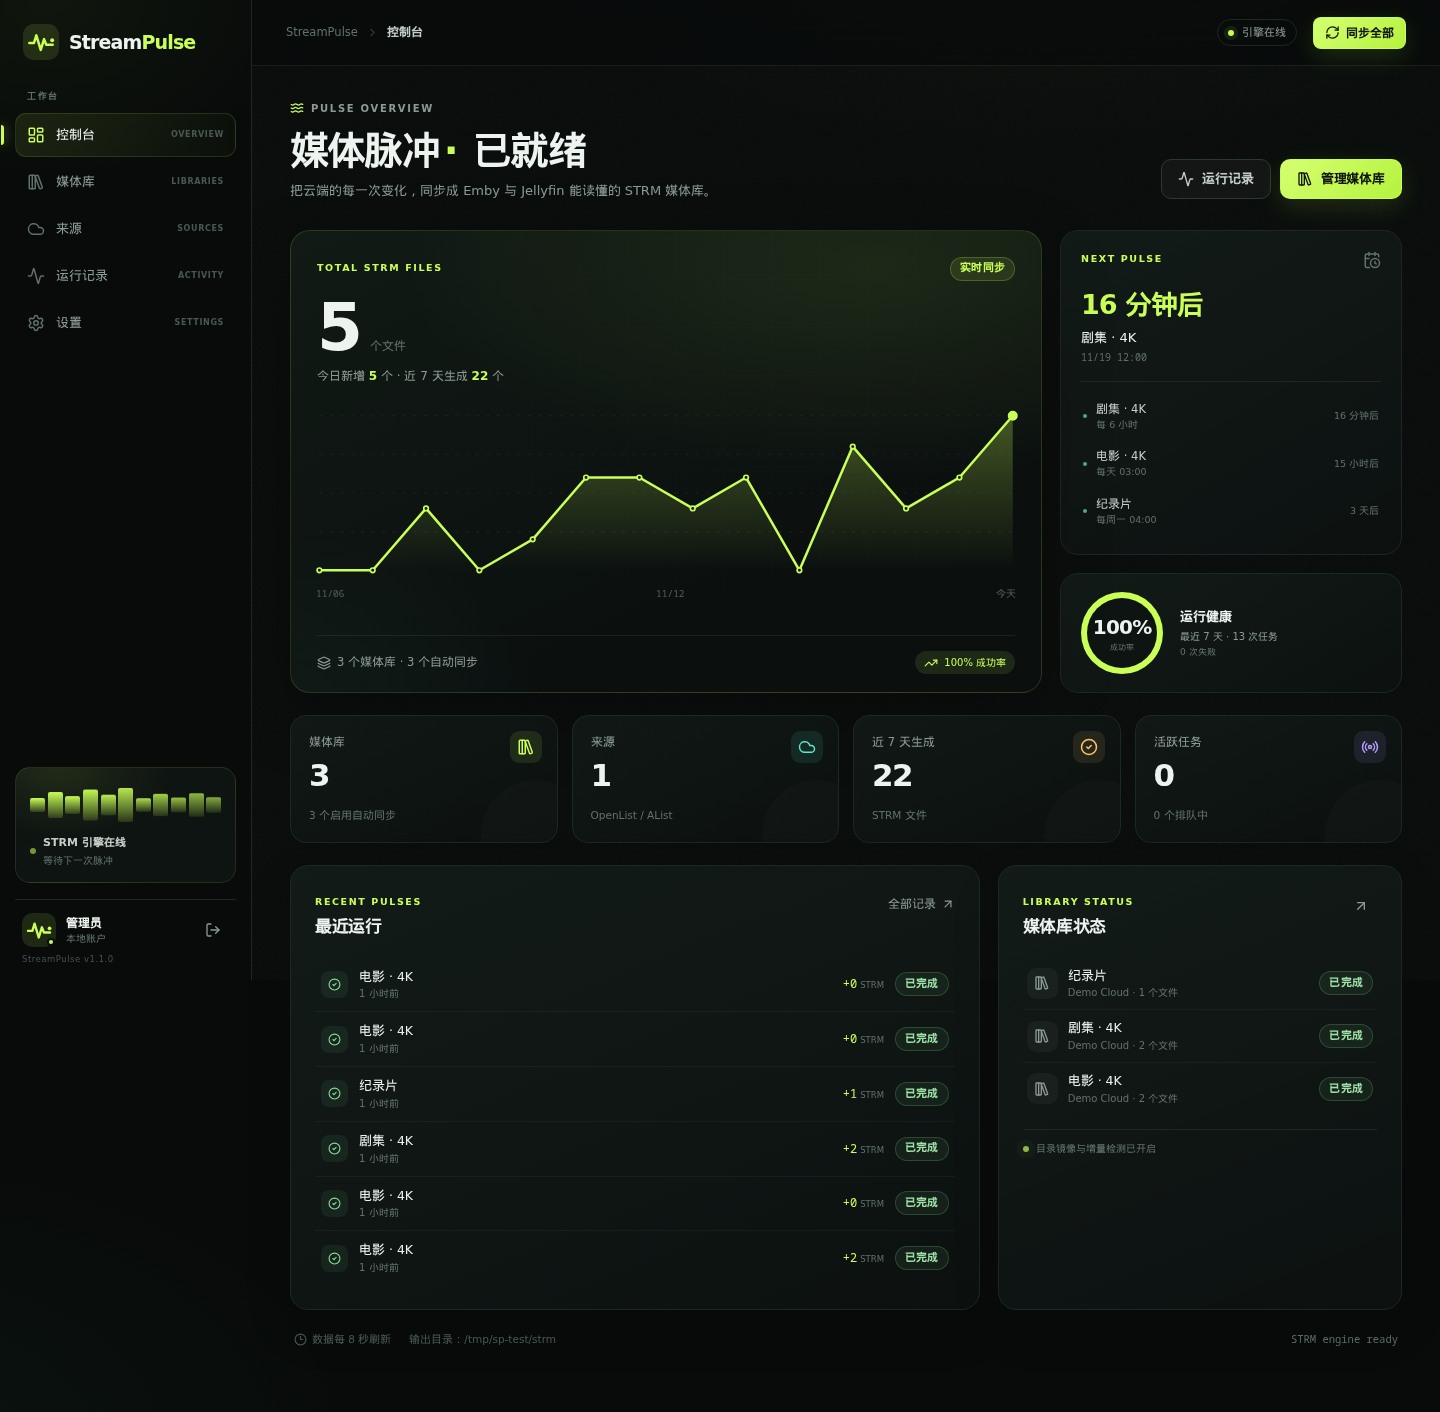 StreamPulse
工作台
控制台 OVERVIEW
媒体库 LIBRARIES
来源 SOURCES
运行记录 ACTIVITY
设置 SETTINGS
STRM 引擎在线
等待下一次脉冲
管理员
本地账户
StreamPulse v1.1.0
StreamPulse > 控制台
引擎在线
同步全部
PULSE OVERVIEW
媒体脉冲· 已就绪
把云端的每一次变化，同步成 Emby 与 Jellyfin 能读懂的 STRM 媒体库。
运行记录
管理媒体库
TOTAL STRM FILES
实时同步
5 个文件
今日新增 5 个 · 近 7 天生成 22 个
11/06 11/12 今天
3 个媒体库 · 3 个自动同步
100% 成功率
NEXT PULSE
16 分钟后
剧集 · 4K
11/19 12:00
剧集 · 4K
每 6 小时
16 分钟后
电影 · 4K
每天 03:00
15 小时后
纪录片
每周一 04:00
3 天后
100%
成功率
运行健康
最近 7 天 · 13 次任务
0 次失败
媒体库
3
3 个启用自动同步
来源
1
OpenList / AList
近 7 天生成
22
STRM 文件
活跃任务
0
0 个排队中
RECENT PULSES
最近运行
全部记录
电影 · 4K
1 小时前
+0 STRM 已完成
电影 · 4K
1 小时前
+0 STRM 已完成
纪录片
1 小时前
+1 STRM 已完成
剧集 · 4K
1 小时前
+2 STRM 已完成
电影 · 4K
1 小时前
+0 STRM 已完成
电影 · 4K
1 小时前
+2 STRM 已完成
LIBRARY STATUS
媒体库状态
纪录片
Demo Cloud · 1 个文件
已完成
剧集 · 4K
Demo Cloud · 2 个文件
已完成
电影 · 4K
Demo Cloud · 2 个文件
已完成
目录镜像与增量检测已开启
数据每 8 秒刷新 输出目录：/tmp/sp-test/strm
STRM engine ready